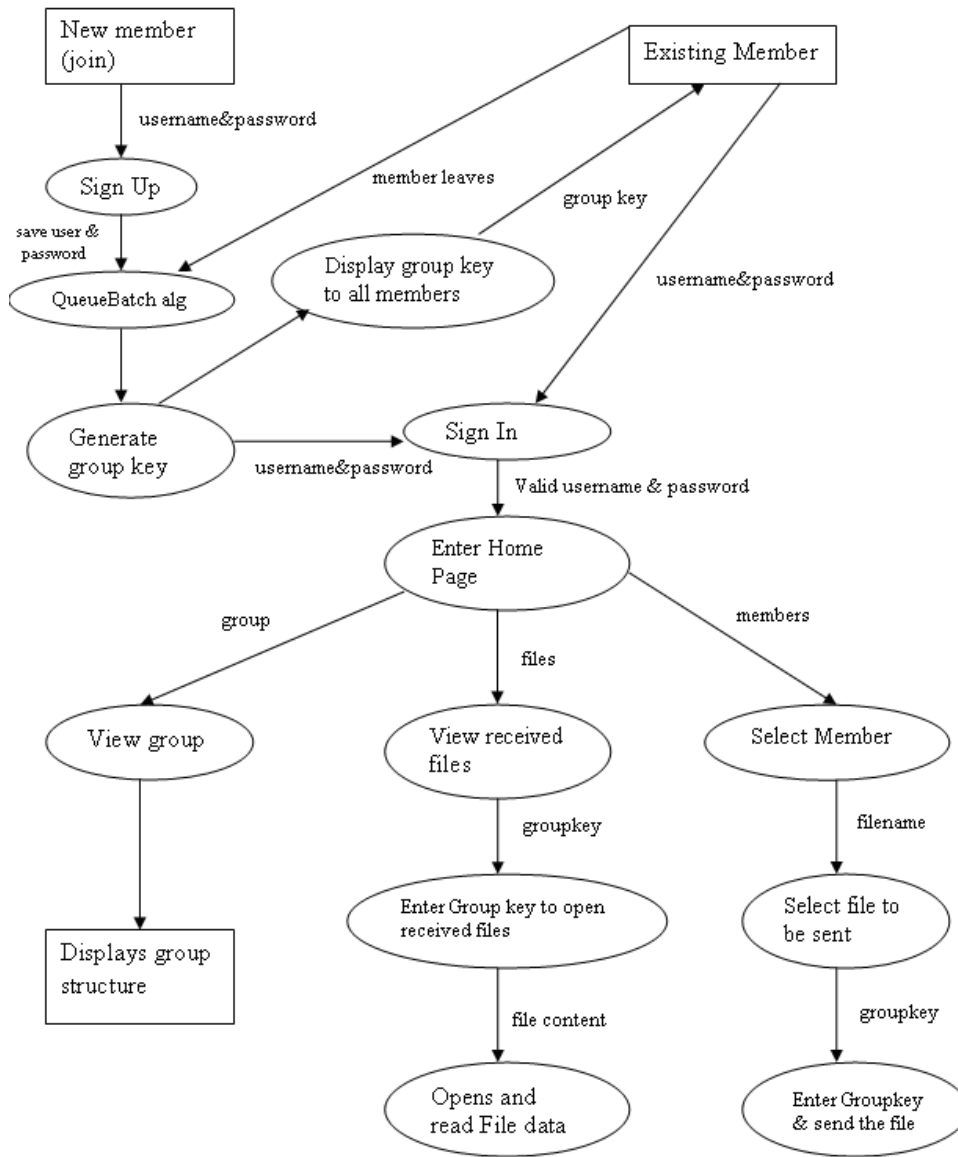 New member
(join)
Existing Member
username&password
Sign Up
member leaves
group key
save user &
password
Display group key
to all members
username&password
QueueBatch alg
Generate
group key
Sign In
username&password
Valid username & password
Enter Home
Page
group
members
files
View group
View received
files
Select Member
groupkey
filename
Enter Group key to open
received files
Select file to
be sent
Displays group
structure
file content
groupkey
Opens and
read File data
Enter Groupkey
& send the file